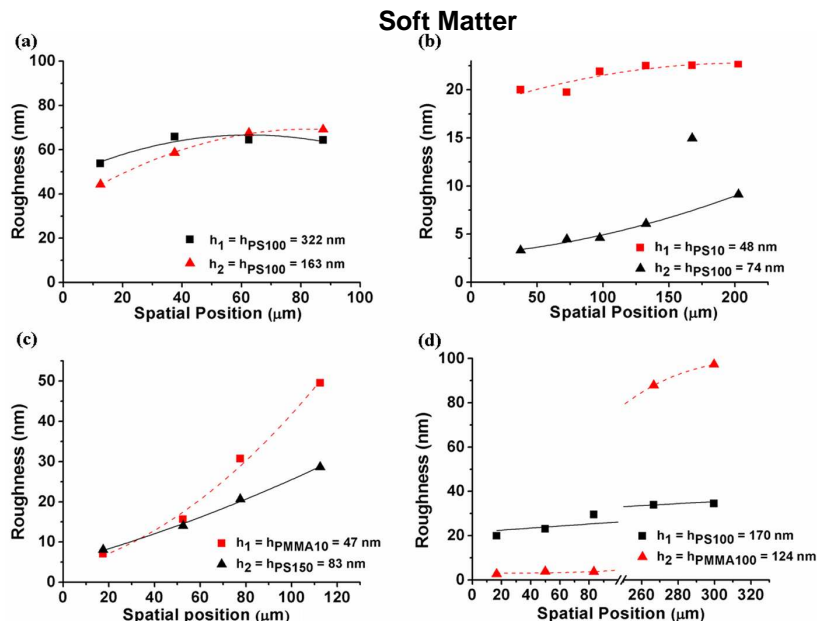 Soft Matter
(a)
100
80
60
40
20
0
Roughness (nm)
h1 = hPS100 = 322 nm
h2 = hPS100 = 163 nm
0 20 40 60 80 100
Spatial Position (μm)
(b)
20
15
10
5
0
Roughness (nm)
h1 = hPS10 = 48 nm
h2 = hPS100 = 74 nm
0 50 100 150 200
Spatial Position (μm)
(c)
50
40
30
20
10
0
Roughness (nm)
h1 = hPMMA10 = 47 nm
h2 = hPS150 = 83 nm
0 20 40 60 80 100 120
Spatial position (μm)
(d)
100
80
60
40
20
0
Roughness (nm)
h1 = hPS100 = 170 nm
h2 = hPMMA100 = 124 nm
0 20 40 60 80 260 280 300 320
Spatial Position (μm)